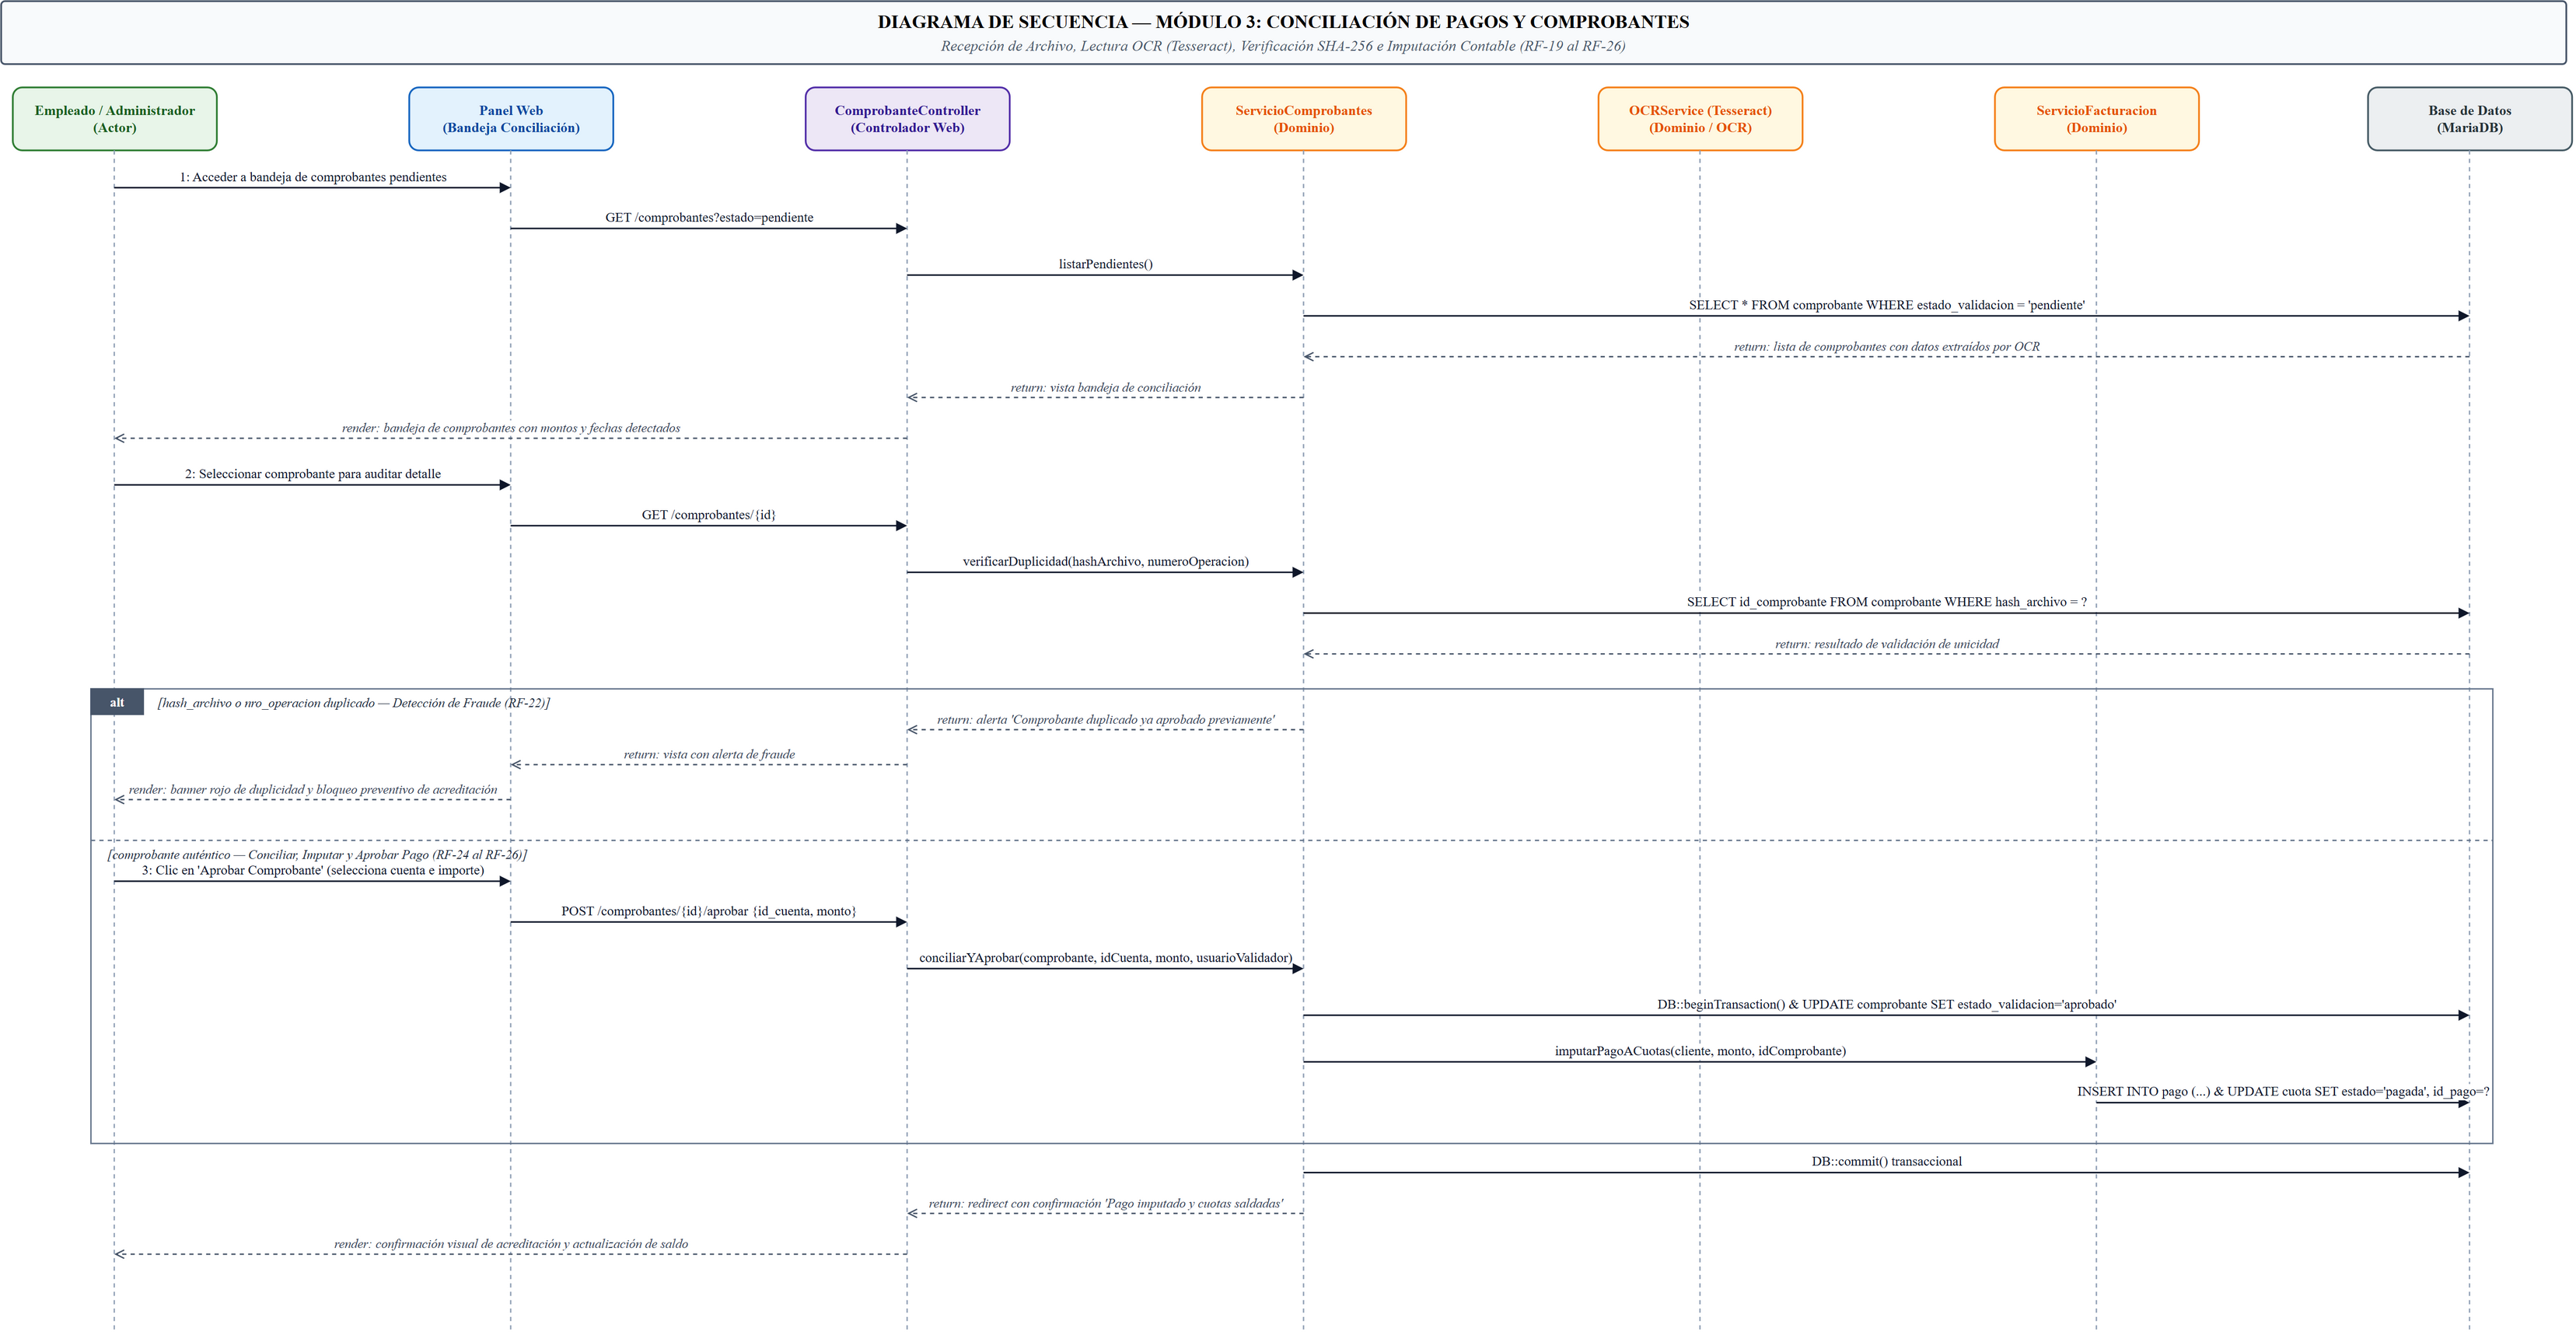 DIAGRAMA DE SECUENCIA — MÓDULO 3: CONCILIACIÓN DE PAGOS Y COMPROBANTES
Recepción de Archivo, Lectura OCR (Tesseract), Verificación SHA-256 e Imputación Contable (RF-19 al RF-26)
Empleado / Administrador
(Actor)
Panel Web
(Bandeja Conciliación)
ComprobanteController
(Controlador Web)
ServicioComprobantes
(Dominio)
OCRService (Tesseract)
(Dominio / OCR)
ServicioFacturacion
(Dominio)
Base de Datos
(MariaDB)
1: Acceder a bandeja de comprobantes pendientes
GET /comprobantes?estado=pendiente
listarPendientes()
SELECT * FROM comprobante WHERE estado_validacion = 'pendiente'
return: lista de comprobantes con datos extraídos por OCR
return: vista bandeja de conciliación
render: bandeja de comprobantes con montos y fechas detectados
2: Seleccionar comprobante para auditar detalle
GET /comprobantes/{id}
verificarDuplicidad(hashArchivo, numeroOperacion)
SELECT id_comprobante FROM comprobante WHERE hash_archivo = ?
return: resultado de validación de unicidad
alt
[hash_archivo o nro_operacion duplicado — Detección de Fraude (RF-22)]
return: alerta 'Comprobante duplicado ya aprobado previamente'
return: vista con alerta de fraude
render: banner rojo de duplicidad y bloqueo preventivo de acreditación
[comprobante auténtico — Conciliar, Imputar y Aprobar Pago (RF-24 al RF-26)]
3: Clic en 'Aprobar Comprobante' (selecciona cuenta e importe)
POST /comprobantes/{id}/aprobar {id_cuenta, monto}
conciliarYAprobar(comprobante, idCuenta, monto, usuarioValidador)
DB::beginTransaction() & UPDATE comprobante SET estado_validacion='aprobado'
imputarPagoACuotas(cliente, monto, idComprobante)
INSERT INTO pago (...) & UPDATE cuota SET estado='pagada', id_pago=?
DB::commit() transaccional
return: redirect con confirmación 'Pago imputado y cuotas saldadas'
render: confirmación visual de acreditación y actualización de saldo